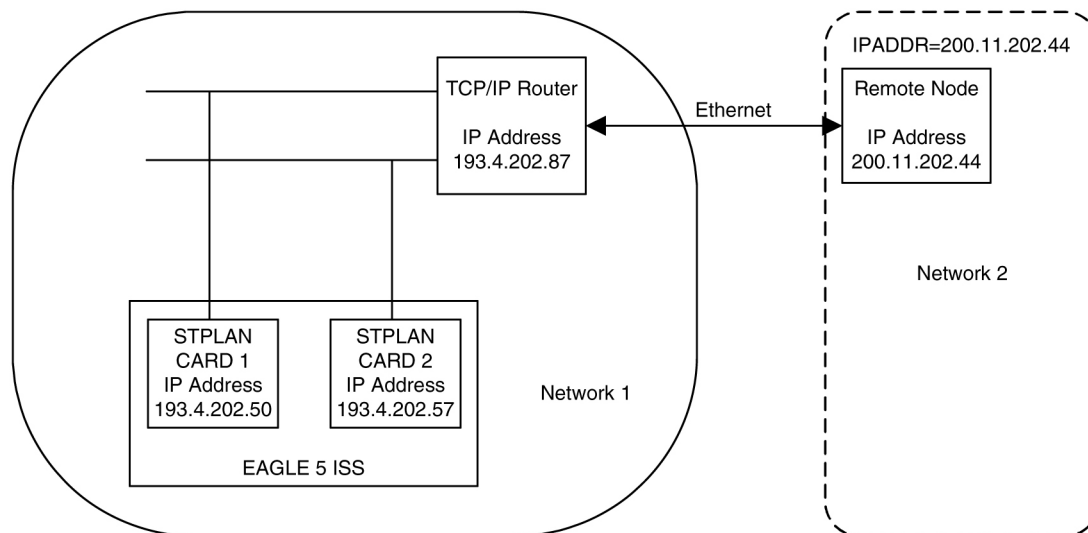 IPADDR=200.11.202.44
TCP/IP Router
IP Address
193.4.202.87
Ethernet
Remote Node
IP Address
200.11.202.44
Network 2
STPLAN
CARD 1
IP Address
193.4.202.50
STPLAN
CARD 2
IP Address
193.4.202.57
Network 1
EAGLE 5 ISS